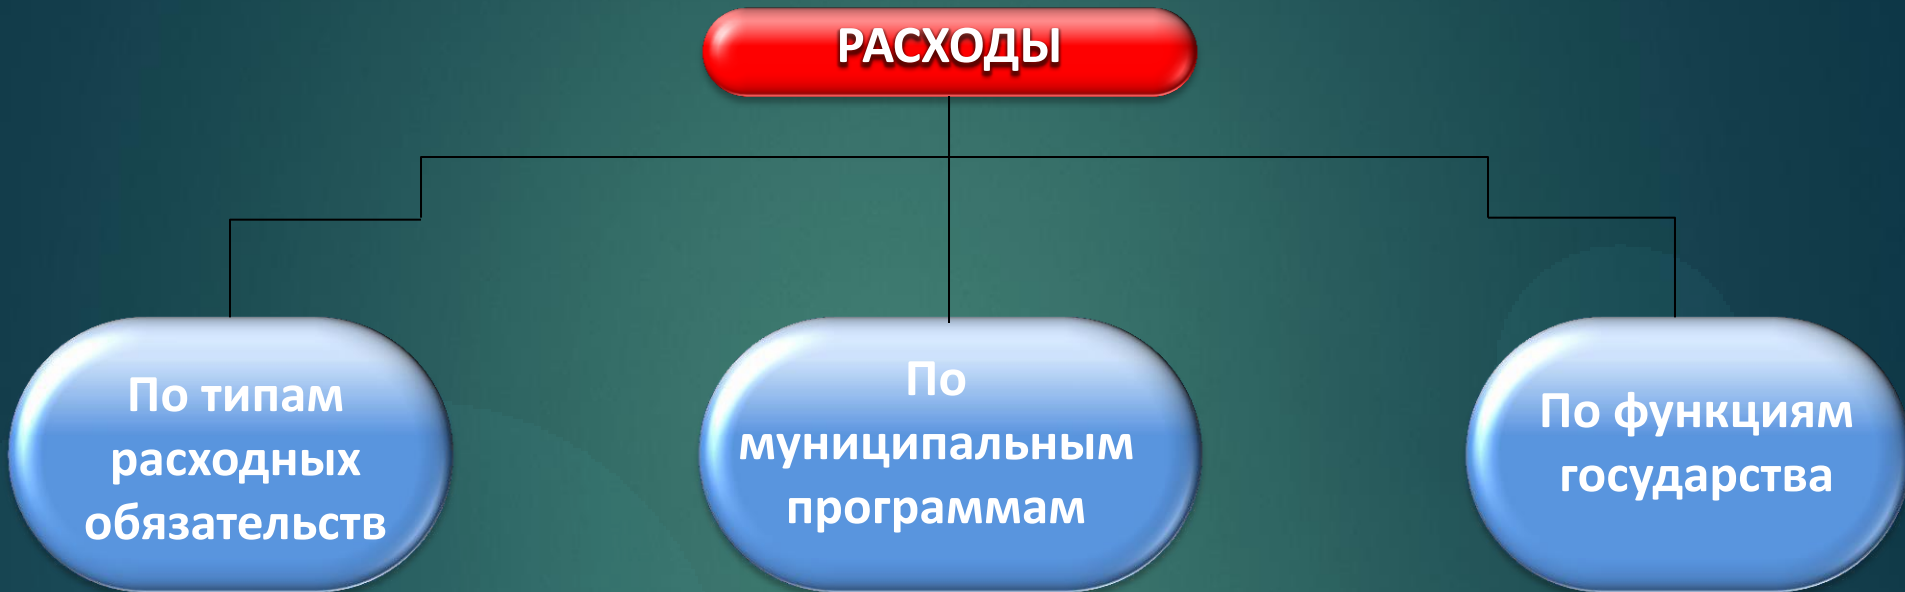 РАСХОДЫ
По типам
расходных
обязательств
По
муниципальным
программам
По функциям
государства